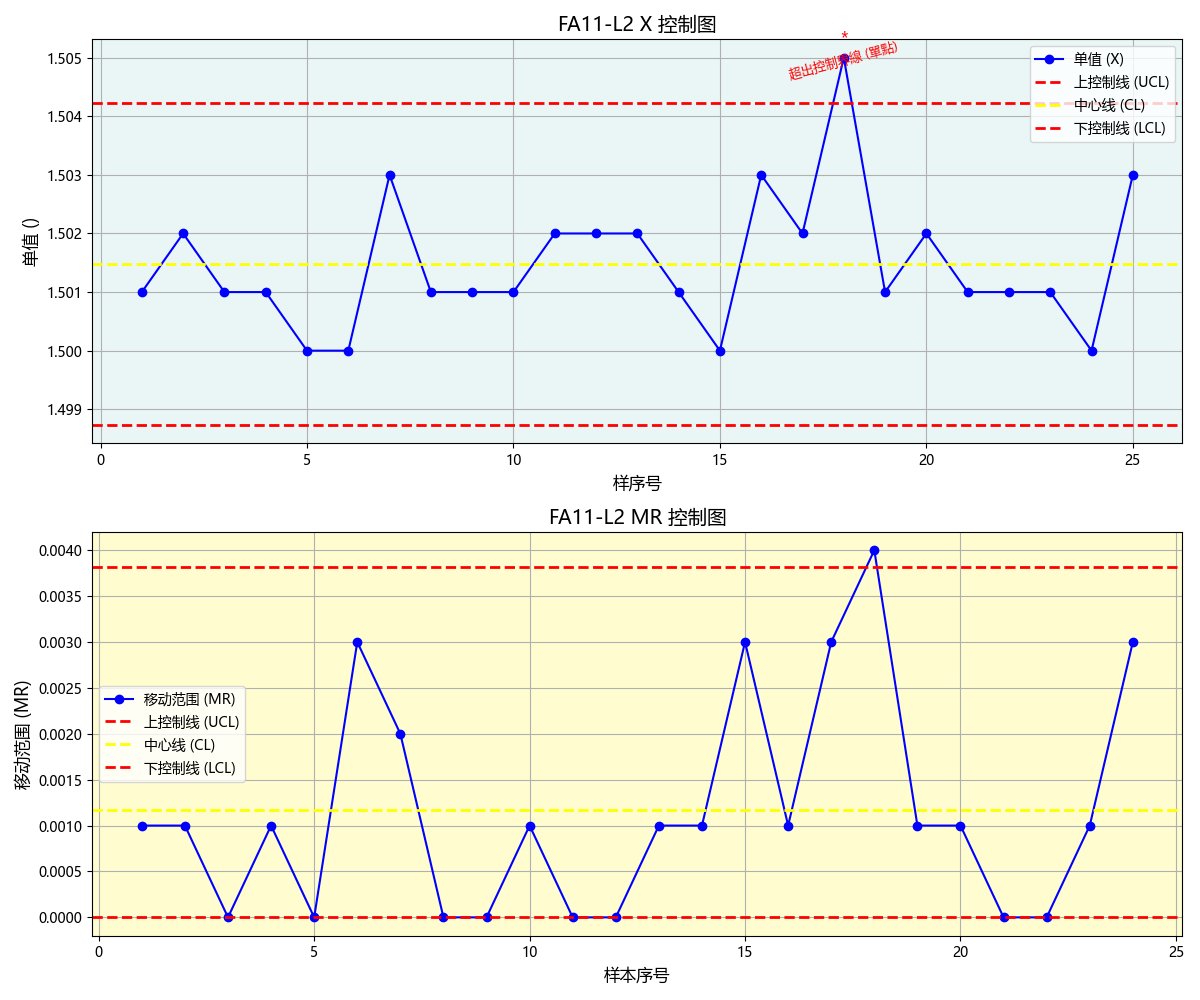 FA11-L2 X 控制图
*
超出控制界線 (單點)
单值 (X)
上控制线 (UCL)
中心线 (CL)
下控制线 (LCL)
单值 ()
1.505
1.504
1.503
1.502
1.501
1.500
1.499
0 5 10 15 20 25
样序号
FA11-L2 MR 控制图
移动范围 (MR)
0.0040
0.0035
0.0030
0.0025
0.0020
0.0015
0.0010
0.0005
0.0000
移动范围 (MR)
上控制线 (UCL)
中心线 (CL)
下控制线 (LCL)
0 5 10 15 20 25
样本序号